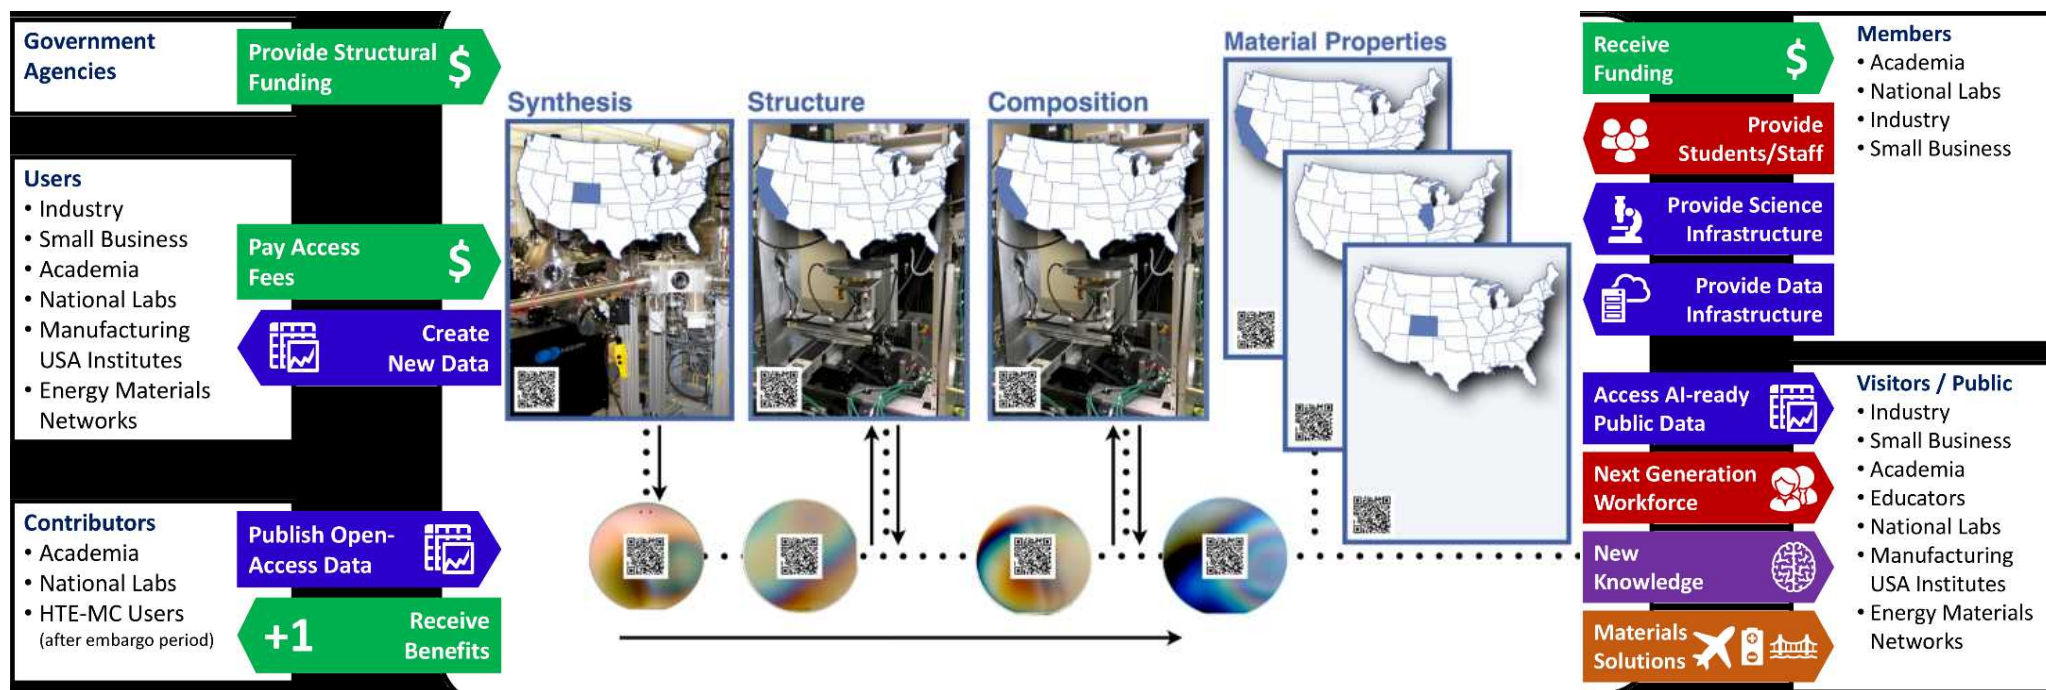 Government
Agencies
Provide Structural
Funding
$
Users
• Industry
• Small Business
• Academia
• National Labs
• Manufacturing
USA Institutes
• Energy Materials
Networks
Pay Access
Fees
$
Create
New Data
Contributors
• Academia
• National Labs
• HTE-MC Users
(after embargo period)
Publish Open-
Access Data
+1
Receive
Benefits
Synthesis
Structure
Composition
Material Properties
Receive
Funding
$
Provide
Students/Staff
Provide Science
Infrastructure
Provide Data
Infrastructure
Members
• Academia
• National Labs
• Industry
• Small Business
Access AI-ready
Public Data
Next Generation
Workforce
New
Knowledge
Materials
Solutions
Visitors / Public
• Industry
• Small Business
• Academia
• Educators
• National Labs
• Manufacturing
USA Institutes
• Energy Materials
Networks